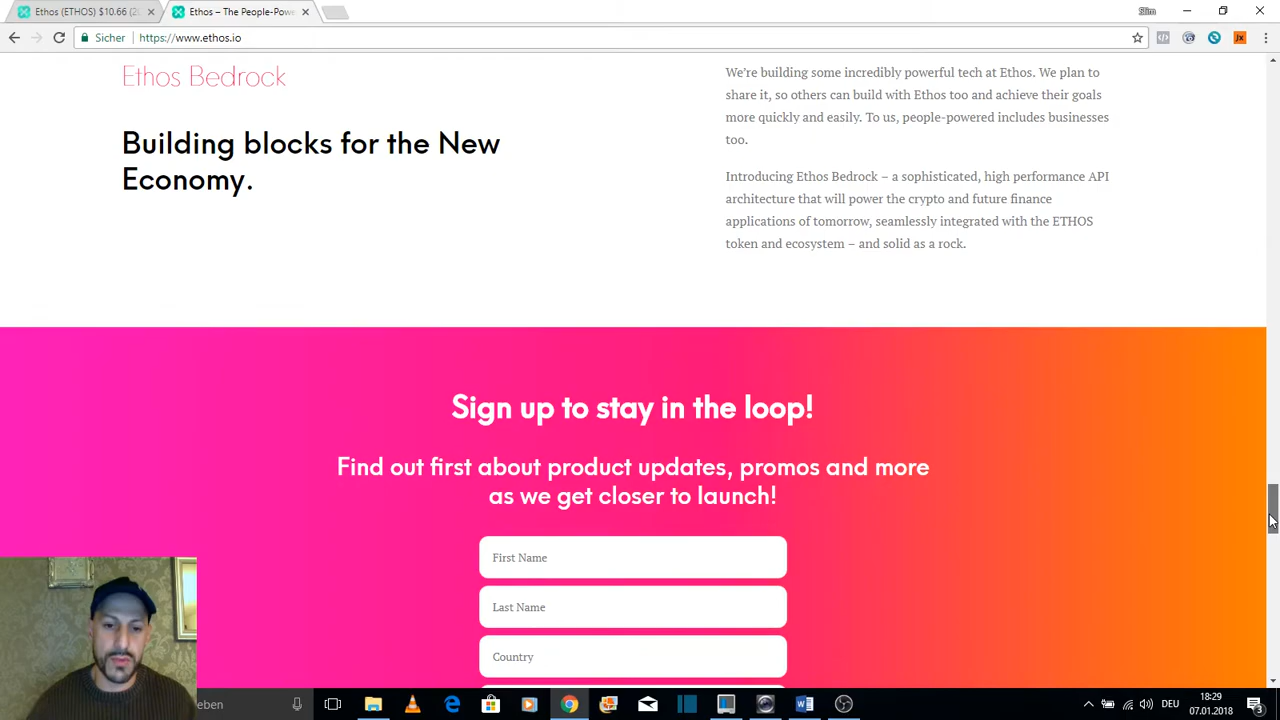 Ethos (ETHOS) $10.66 (2
Ethos – The People-Pow
Slim
Sicher
https://www.ethos.io
Ethos Bedrock
Building blocks for the New
Economy.
We're building some incredibly powerful tech at Ethos. We plan to
share it, so others can build with Ethos too and achieve their goals
more quickly and easily. To us, people-powered includes businesses
too.
Introducing Ethos Bedrock – a sophisticated, high performance API
architecture that will power the crypto and future finance
applications of tomorrow, seamlessly integrated with the ETHOS
token and ecosystem – and solid as a rock.
Sign up to stay in the loop!
Find out first about product updates, promos and more
as we get closer to launch!
First Name
Last Name
Country
eben
DEU
18:29
07.01.2018